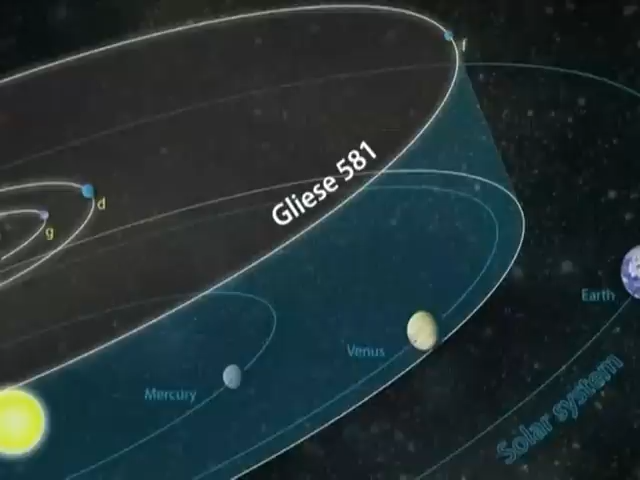 f
Gliese 581
d
g
Earth
Venus
Mercury
Solar system